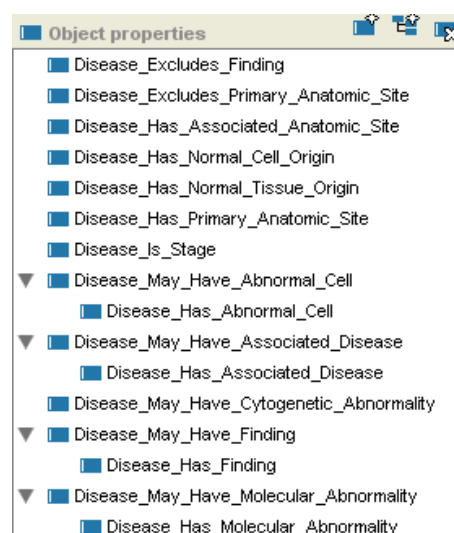 Object properties
Disease_Excludes_Finding
Disease_Excludes_Primary_Anatomic_Site
Disease_Has_Associated_Anatomic_Site
Disease_Has_Normal_Cell_Origin
Disease_Has_Normal_Tissue_Origin
Disease_Has_Primary_Anatomic_Site
Disease_Is_Stage
Disease_May_Have_Abnormal_Cell
Disease_Has_Abnormal_Cell
Disease_May_Have_Associated_Disease
Disease_Has_Associated_Disease
Disease_May_Have_Cytogenetic_Abnormality
Disease_May_Have_Finding
Disease_Has_Finding
Disease_May_Have_Molecular_Abnormality
Disease_Has_Molecular_Abnormality